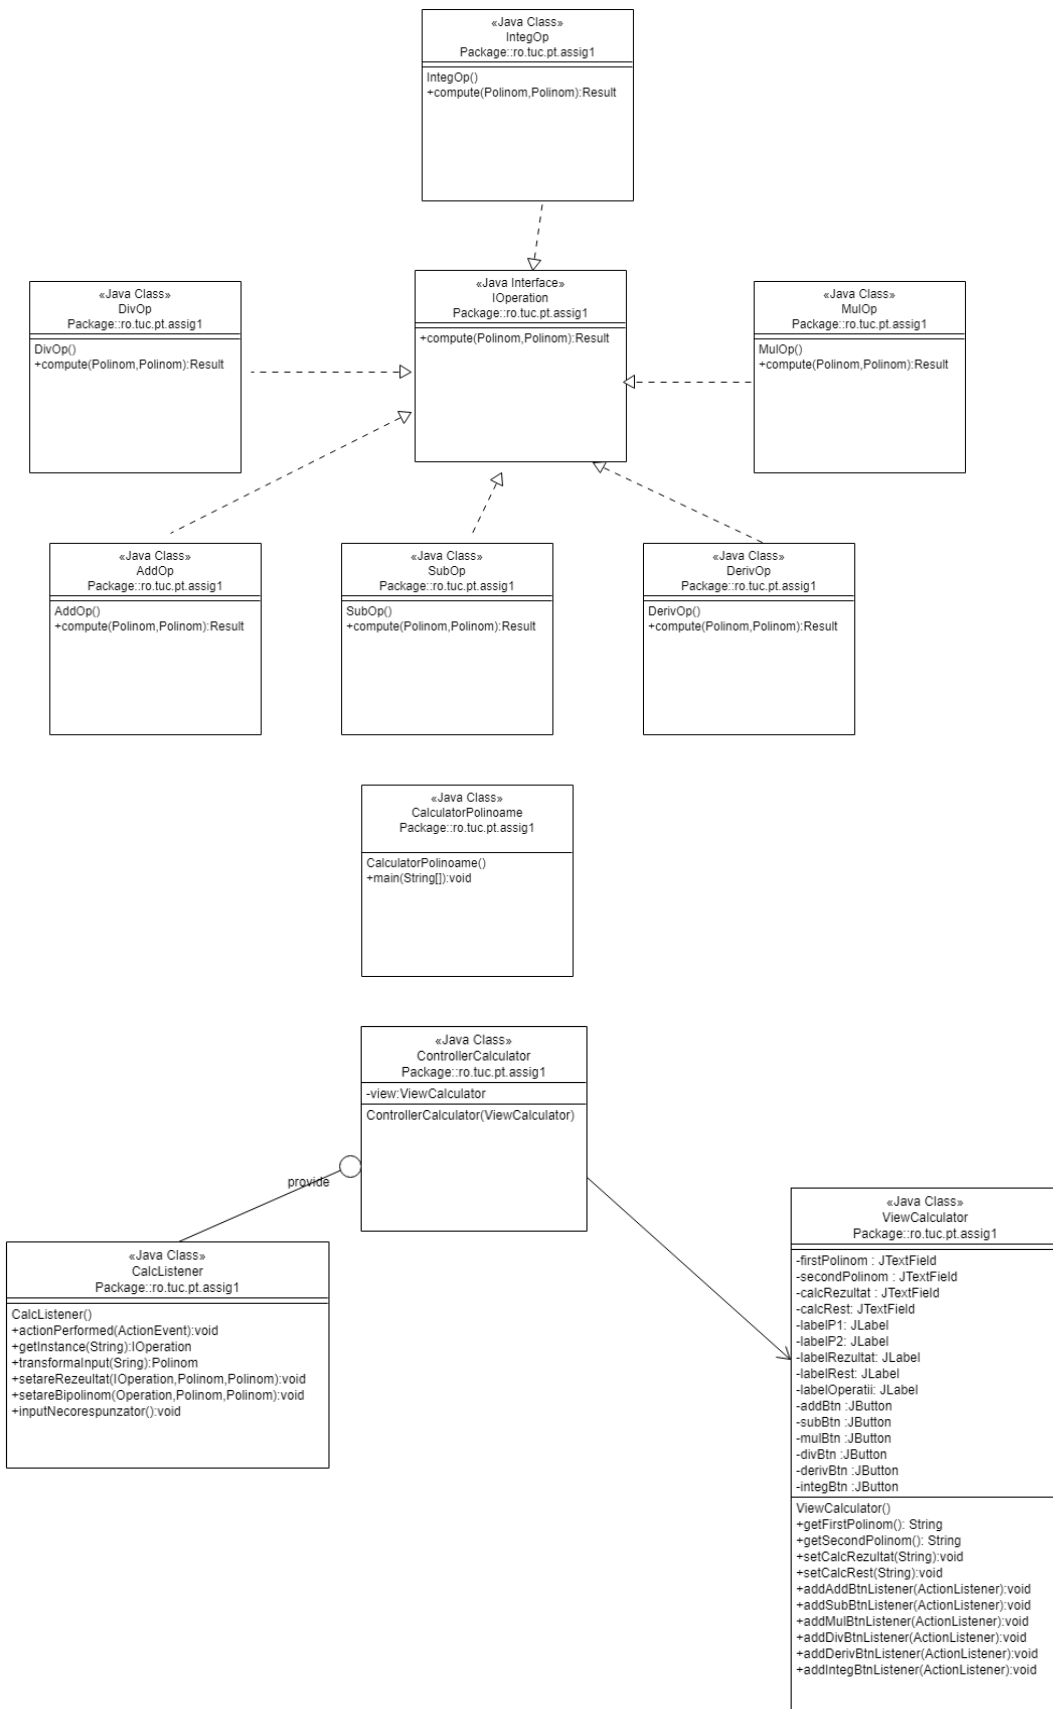 «Java Class»
IntegOp
Package::ro.tuc.pt.assig1
IntegOp()
+compute(Polinom,Polinom):Result
«Java Interface»
IOperation
Package::ro.tuc.pt.assig1
+compute(Polinom,Polinom):Result
«Java Class»
DivOp
Package::ro.tuc.pt.assig1
DivOp()
+compute(Polinom,Polinom):Result
«Java Class»
MulOp
Package::ro.tuc.pt.assig1
MulOp()
+compute(Polinom,Polinom):Result
«Java Class»
AddOp
Package::ro.tuc.pt.assig1
AddOp()
+compute(Polinom,Polinom):Result
«Java Class»
SubOp
Package::ro.tuc.pt.assig1
SubOp()
+compute(Polinom,Polinom):Result
«Java Class»
DerivOp
Package::ro.tuc.pt.assig1
DerivOp()
+compute(Polinom,Polinom):Result
«Java Class»
CalculatorPolinoame
Package::ro.tuc.pt.assig1
CalculatorPolinoame()
+main(String[]):void
«Java Class»
ControllerCalculator
Package::ro.tuc.pt.assig1
-view:ViewCalculator
ControllerCalculator(ViewCalculator)
provide
«Java Class»
CalcListener
Package::ro.tuc.pt.assig1
CalcListener()
+actionPerformed(ActionEvent):void
+getInstance(String):IOperation
+transformaInput(Sring):Polinom
+setareRezeultat(IOperation,Polinom,Polinom):void
+setareBipolinom(Operation,Polinom,Polinom):void
+inputNecorespunzator():void
«Java Class»
ViewCalculator
Package::ro.tuc.pt.assig1
-firstPolinom : JTextField
-secondPolinom : JTextField
-calcRezultat : JTextField
-calcRest: JTextField
-labelP1: JLabel
-labelP2: JLabel
-labelRezultat: JLabel
-labelRest: JLabel
-labelOperatii: JLabel
-addBtn :JButton
-subBtn :JButton
-mulBtn :JButton
-divBtn :JButton
-derivBtn :JButton
-integBtn :JButton
ViewCalculator()
+getFirstPolinom(): String
+getSecondPolinom(): String
+setCalcRezultat(String):void
+setCalcRest(String):void
+addAddBtnListener(ActionListener):void
+addSubBtnListener(ActionListener):void
+addMulBtnListener(ActionListener):void
+addDivBtnListener(ActionListener):void
+addDerivBtnListener(ActionListener):void
+addIntegBtnListener(ActionListener):void